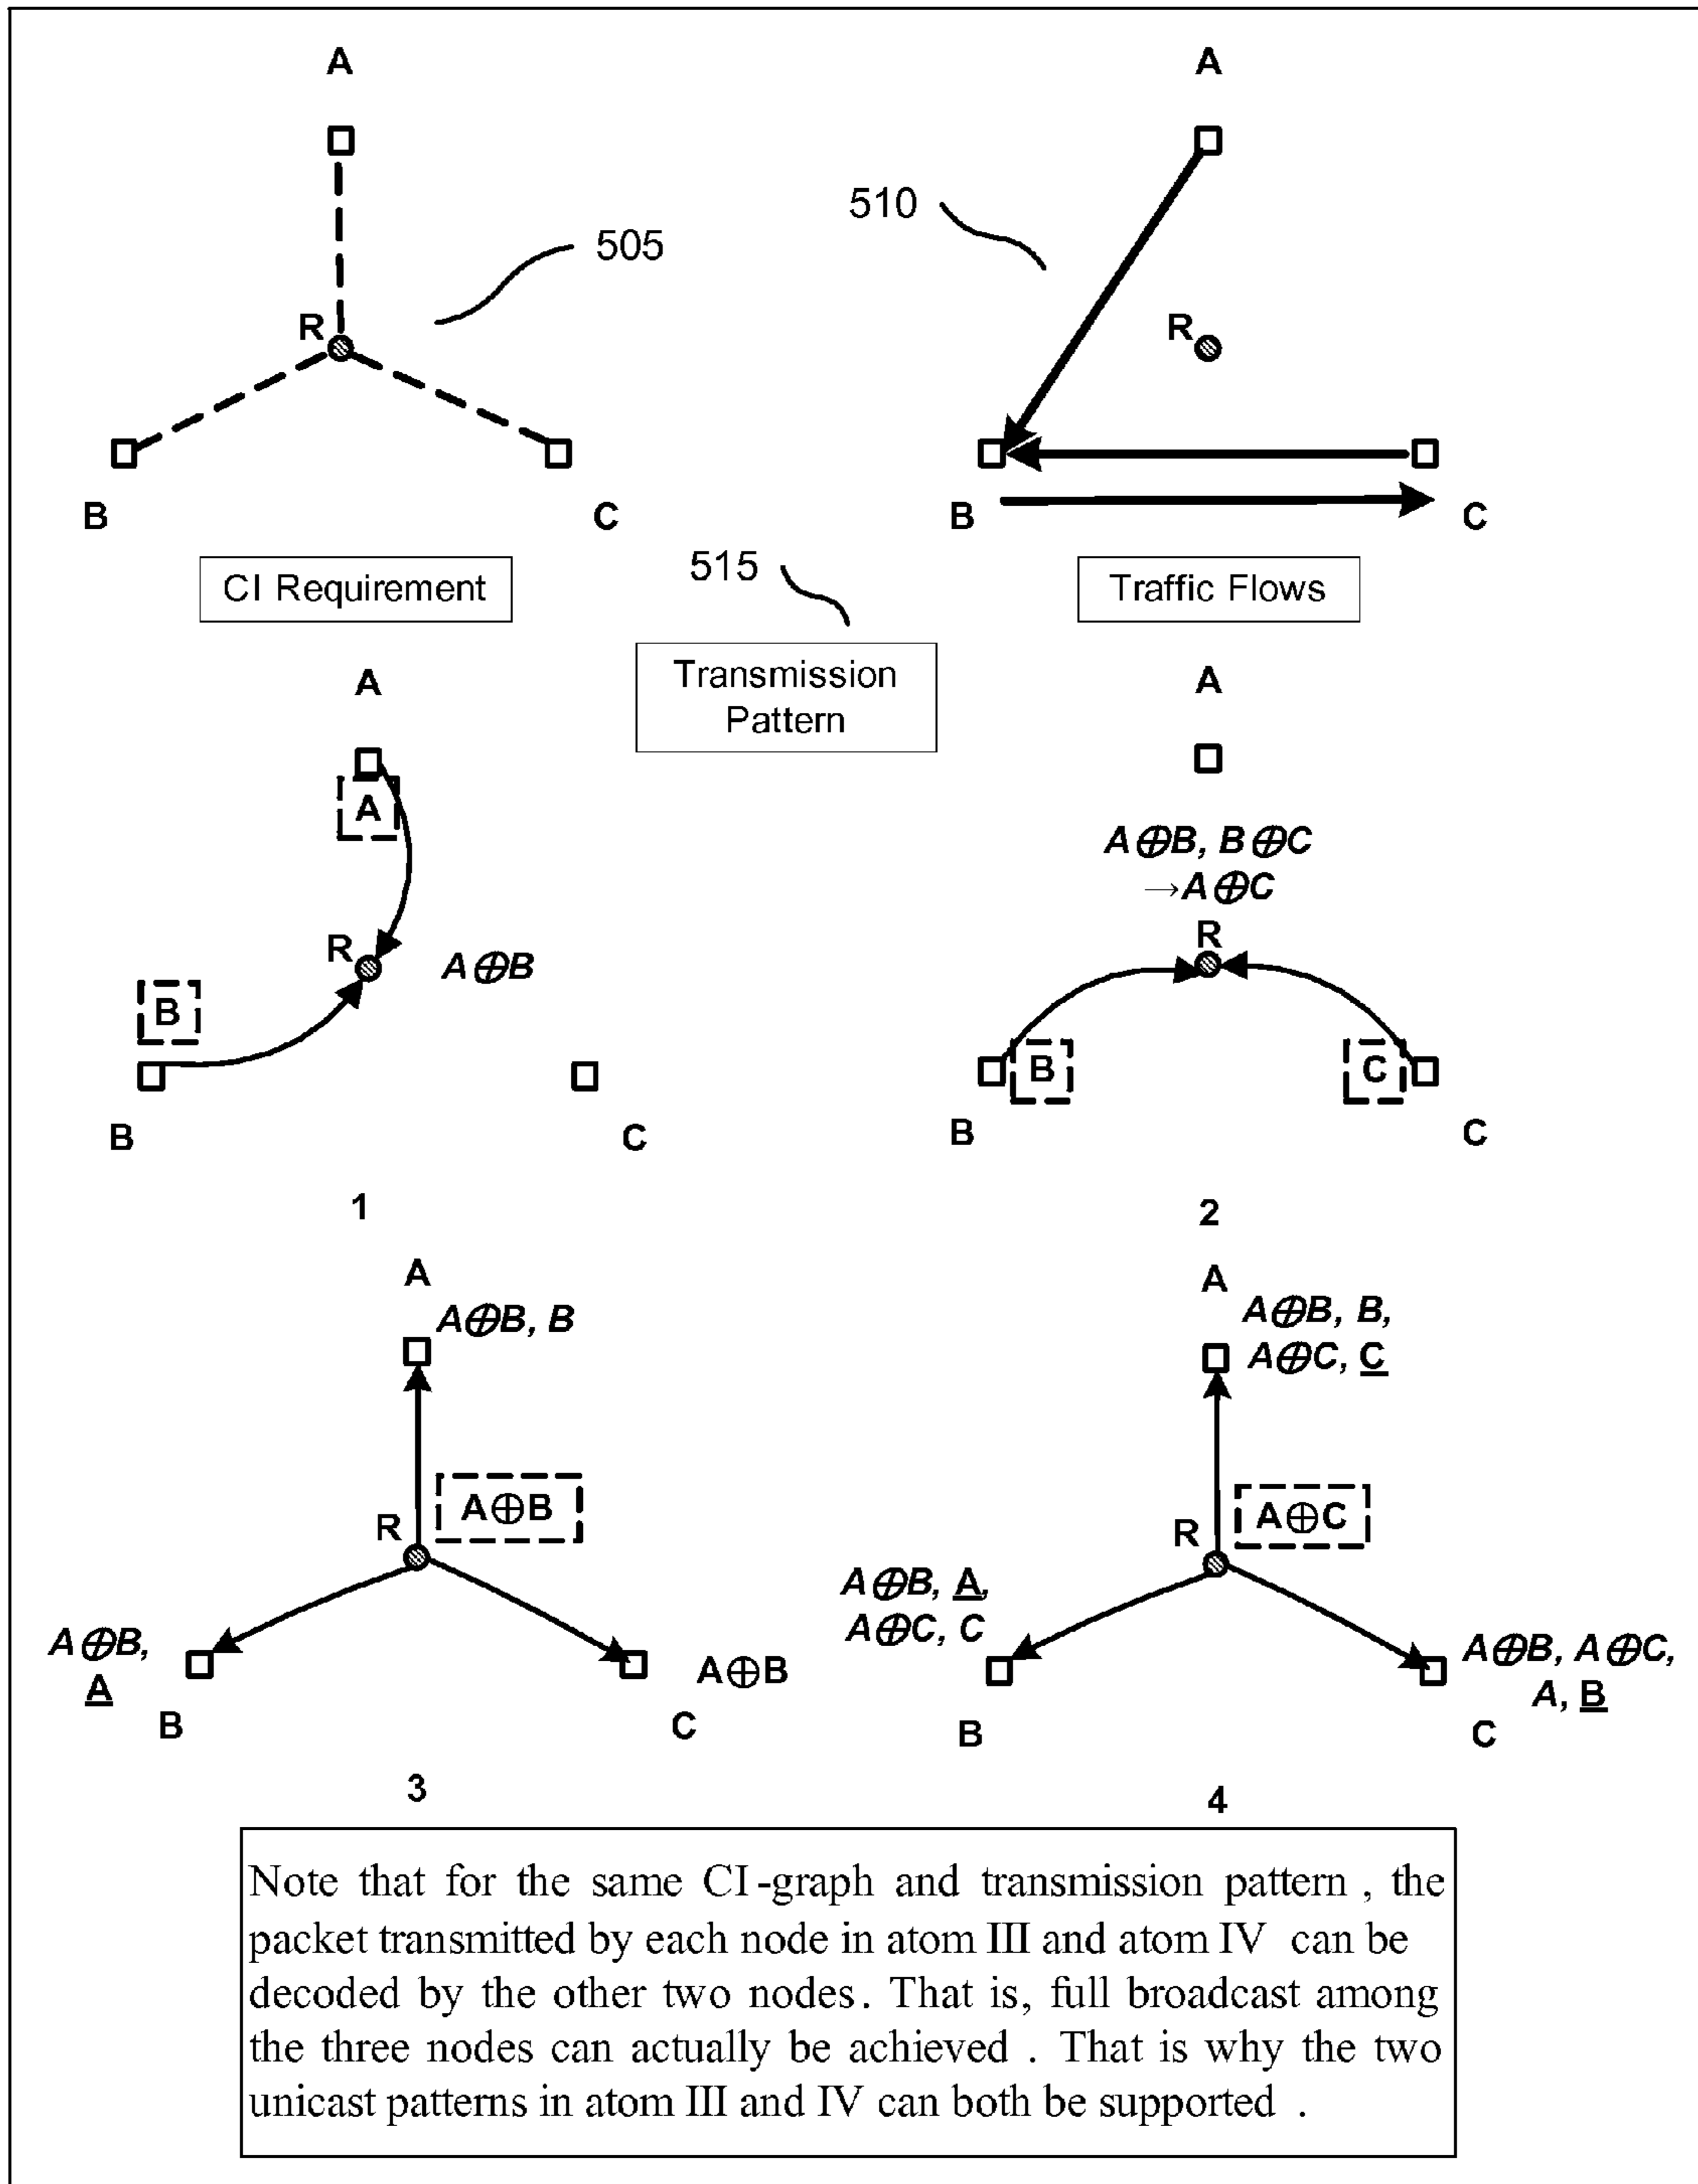 A
A
510
505
R
R
B
C
B
C
CI Requirement
515
Traffic Flows
Transmission
Pattern
A
A
A
A⊕B, B⊕C
→A⊕C
R
A⊕B
R
B
B
C
B
C
B
C
1
2
A
A⊕B, B
A
A⊕B, B,
A⊕C, C
A⊕B
R
A⊕C
R
A⊕B,
A
A⊕B
B
C
A⊕B, A,
A⊕C, C
A⊕B, A⊕C,
A, B
B
C
3
4
Note that for the same CI-graph and transmission pattern , the
packet transmitted by each node in atom III and atom IV can be
decoded by the other two nodes. That is, full broadcast among
the three nodes can actually be achieved . That is why the two
unicast patterns in atom III and IV can both be supported .